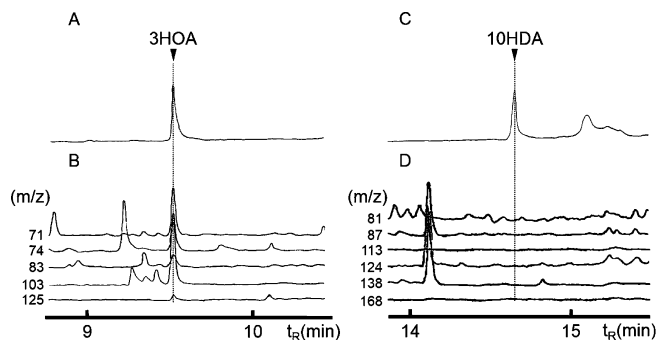 A
C
3HOA
10HDA
B
D
(m/z)
(m/z)
71
74
83
103
125
81
87
113
124
138
168
9
10
tR(min)
14
15
tR(min)